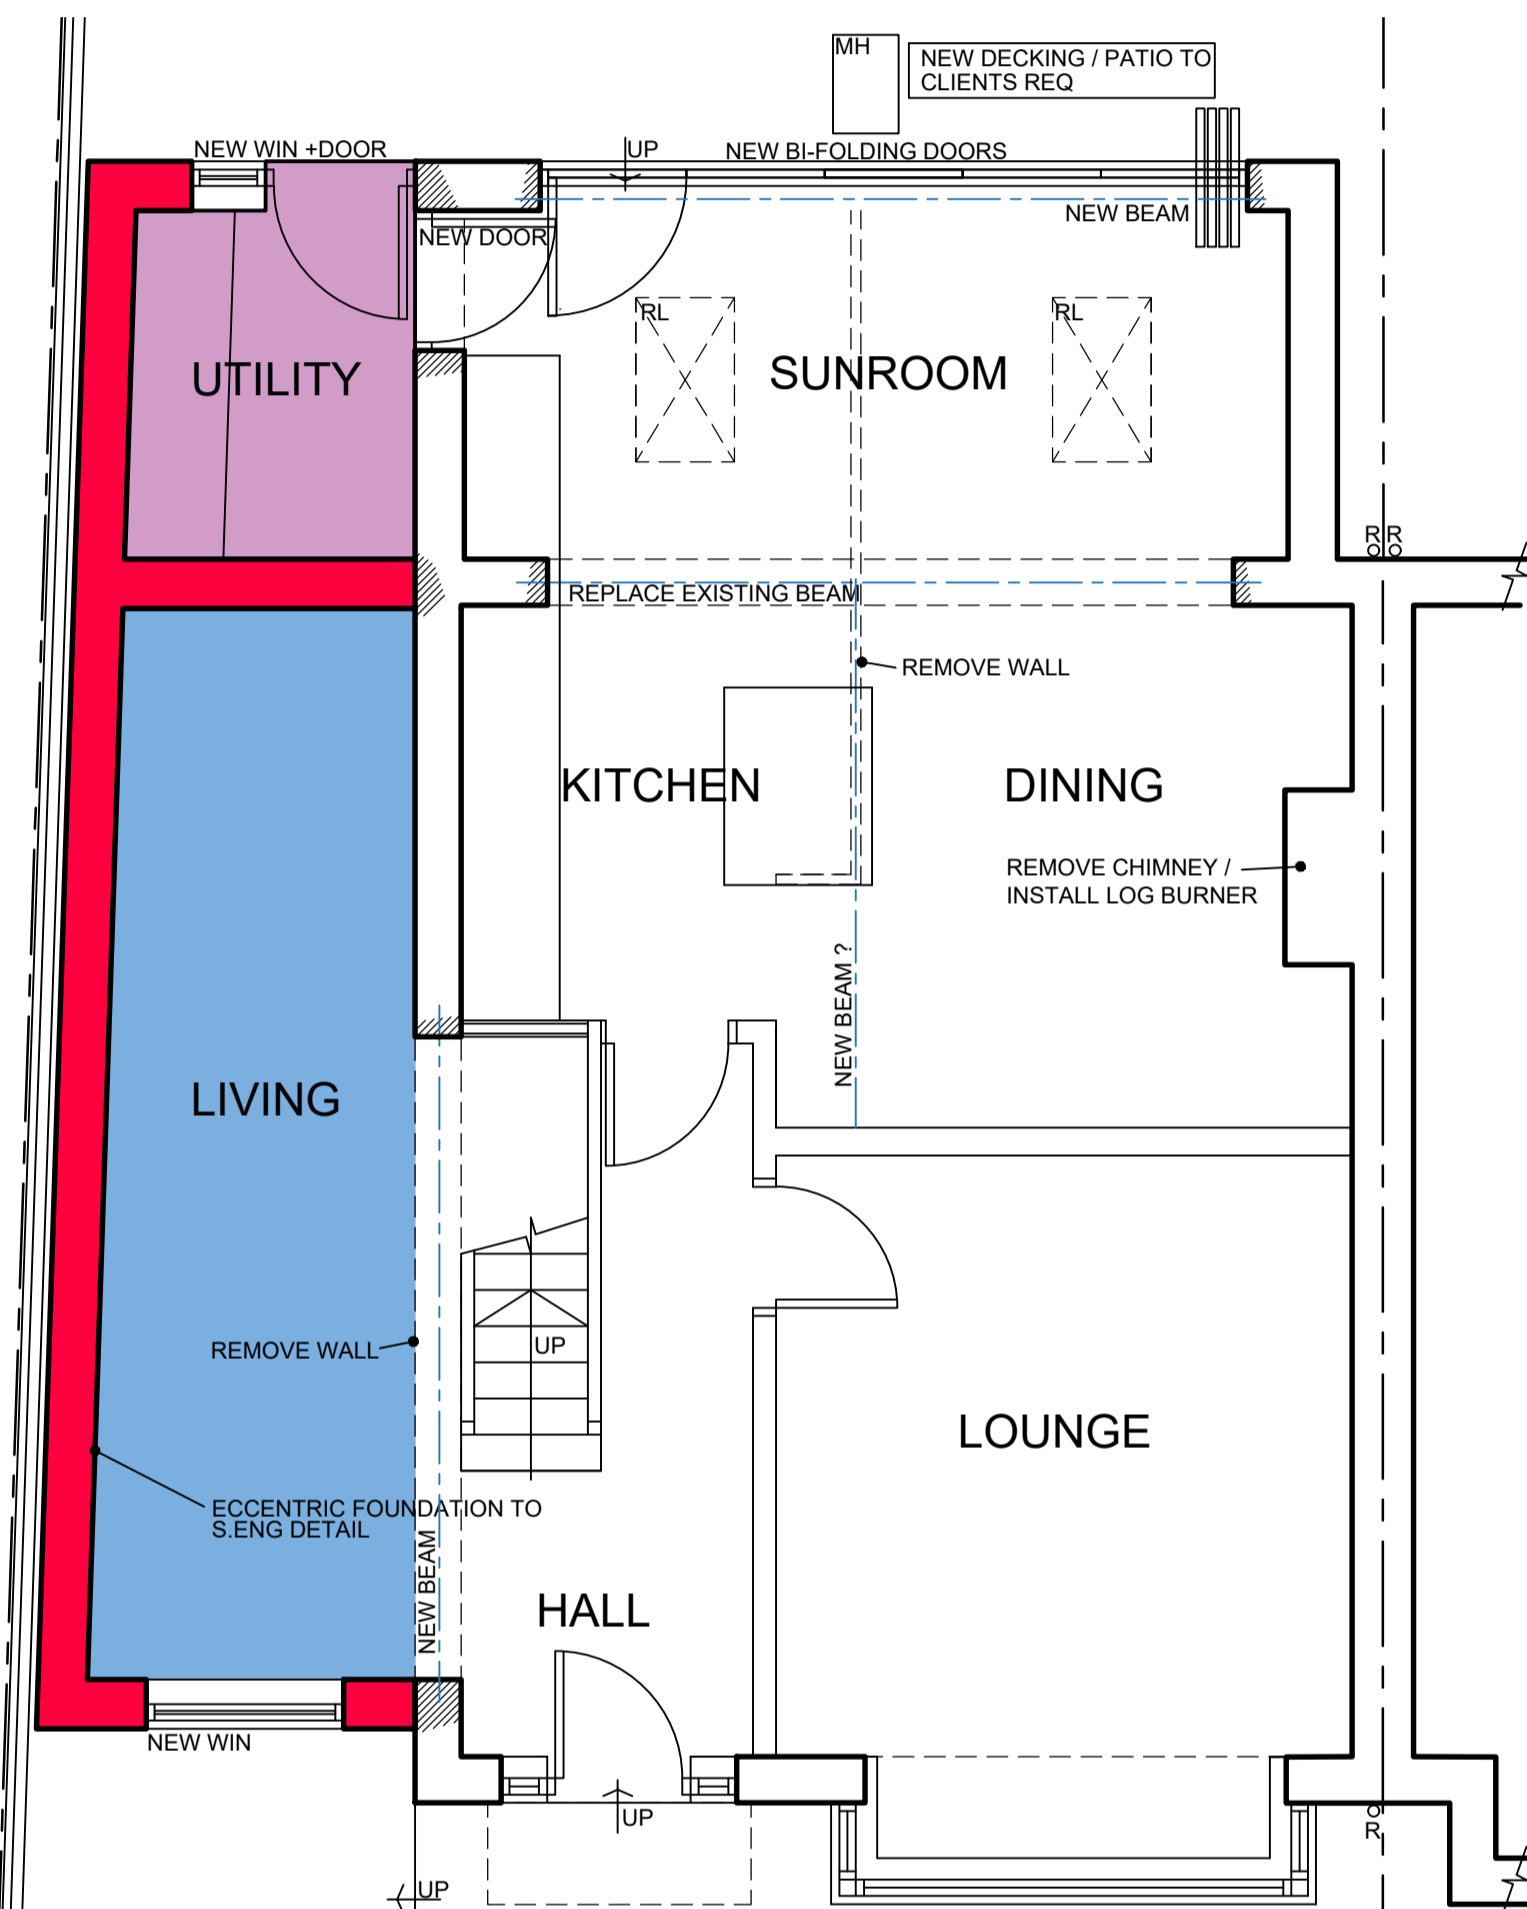 MH
NEW DECKING / PATIO TO
CLIENTS REQ
NEW WIN +DOOR
UP
NEW BI-FOLDING DOORS
NEW BEAM
NEW DOOR
RL
RL
UTILITY
SUNROOM
R R
REPLACE EXISTING BEAM
REMOVE WALL
KITCHEN
DINING
REMOVE CHIMNEY /
INSTALL LOG BURNER
NEW BEAM ?
LIVING
REMOVE WALL
UP
LOUNGE
ECCENTRIC FOUNDATION TO
S.ENG DETAIL
NEW BEAM
HALL
NEW WIN
UP
R
UP